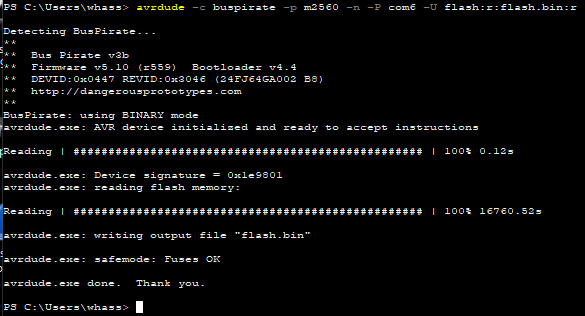 PS C:\Users\whass> avrdude -c buspirate -p m2560 -n -P com6 -U flash:r:flash.bin:r
Detecting BusPirate...
**
**  Bus Pirate v3b
**  Firmware v5.10 (r559)  Bootloader v4.4
**  DEVID:0x0447 REVID:0x3046 (24FJ64GA002 B8)
**  http://dangerousprototypes.com
**
BusPirate: using BINARY mode
avrdude.exe: AVR device initialized and ready to accept instructions
Reading | ################################################## | 100% 0.12s
avrdude.exe: Device signature = 0x1e9801
avrdude.exe: reading flash memory:
Reading | ################################################## | 100% 16760.52s
avrdude.exe: writing output file "flash.bin"
avrdude.exe: safemode: Fuses OK
avrdude.exe done.  Thank you.
PS C:\Users\whass>